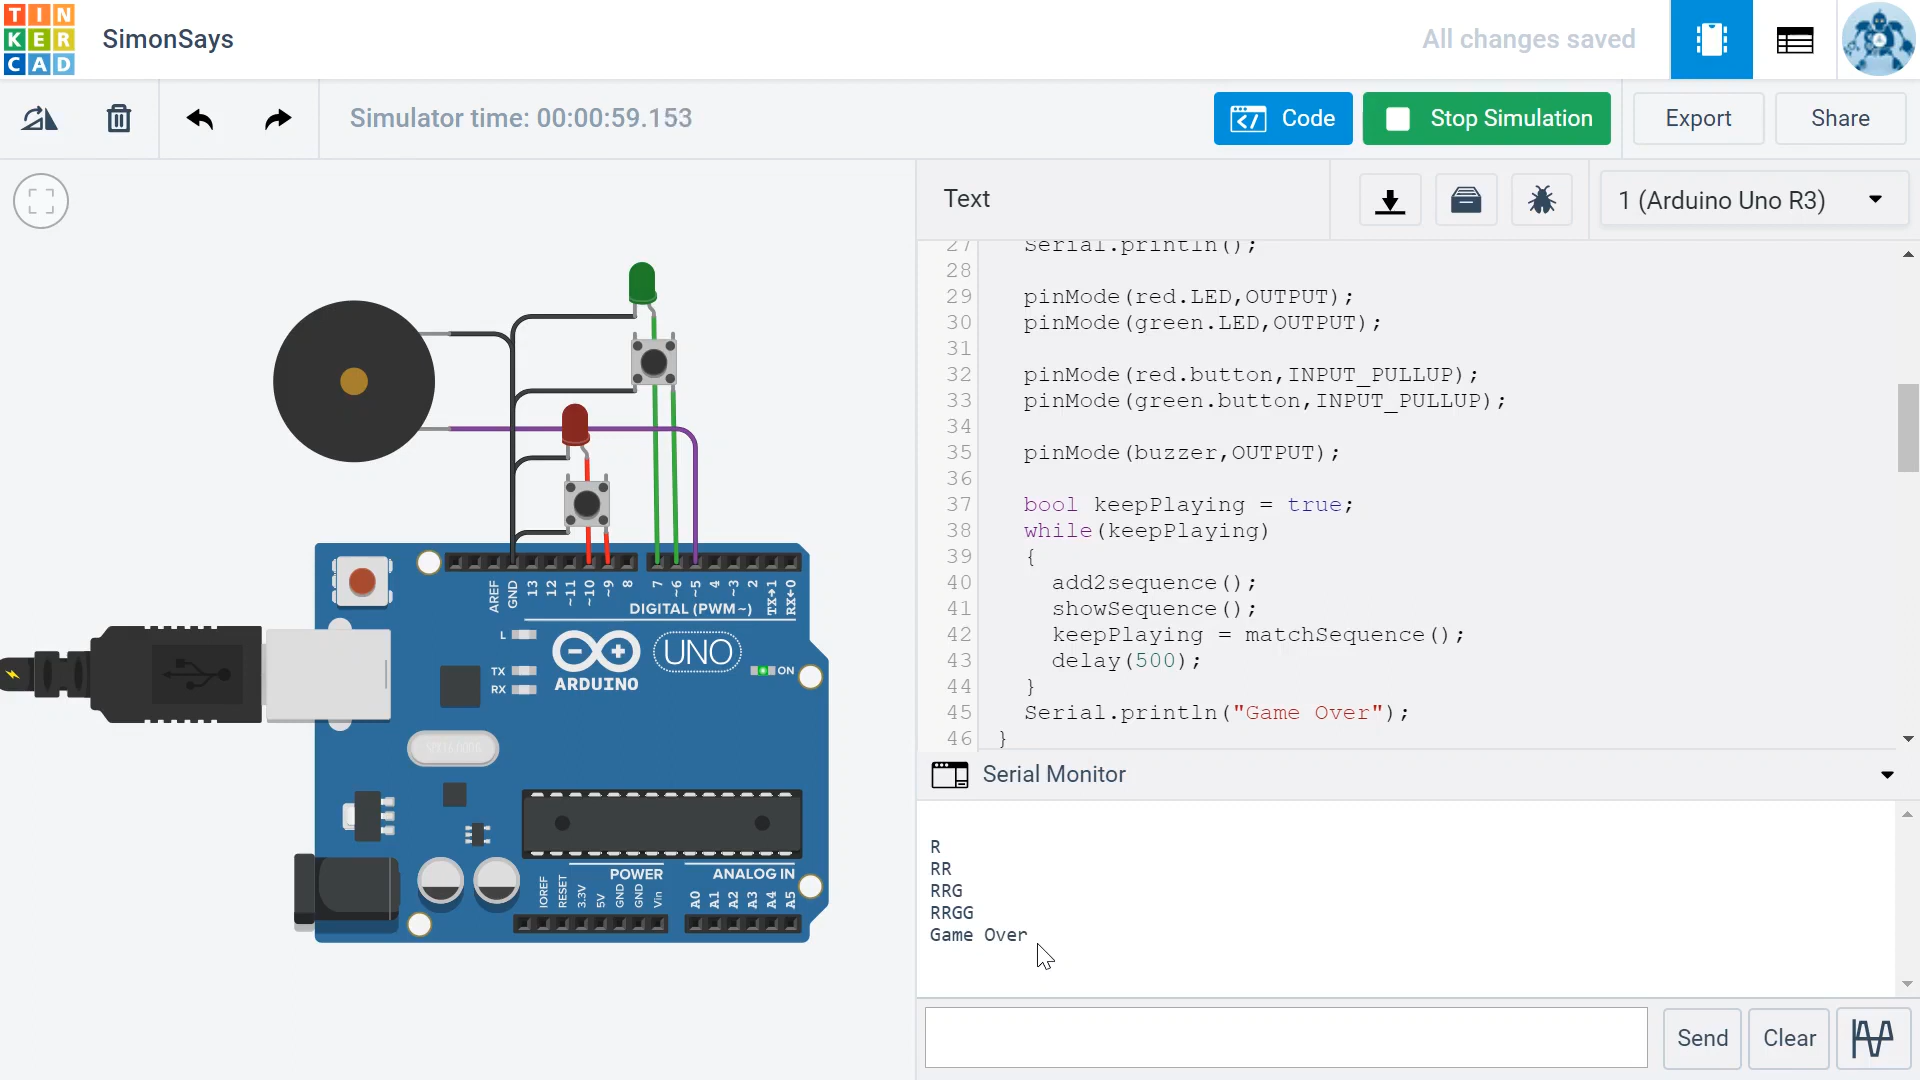 TIN
KER
CAD
SimonSays
All changes saved
Simulator time: 00:00:59.153
Code
Stop Simulation
Export
Share
Text
1 (Arduino Uno R3)
27 Serial.println();
28
29 pinMode(red.LED,OUTPUT);
30 pinMode(green.LED,OUTPUT);
31
32 pinMode(red.button,INPUT_PULLUP);
33 pinMode(green.button,INPUT_PULLUP);
34
35 pinMode(buzzer,OUTPUT);
36
37 bool keepPlaying = true;
38 while(keepPlaying)
39 {
40 add2sequence();
41 showSequence();
42 keepPlaying = matchSequence();
43 delay(500);
44 }
45 Serial.println("Game Over");
46 }
Serial Monitor
R
RR
RRG
RRGG
Game Over
Send
Clear
AREF
GND
13
12
~11
~10
~9
8
7
~6
~5
4
~3
2
TX→1
RX←0
DIGITAL (PWM~)
L
TX
RX
UNO
ARDUINO
ON
POWER
ANALOG IN
IOREF
RESET
3.3V
5V
GND
GND
Vin
A0
A1
A2
A3
A4
A5